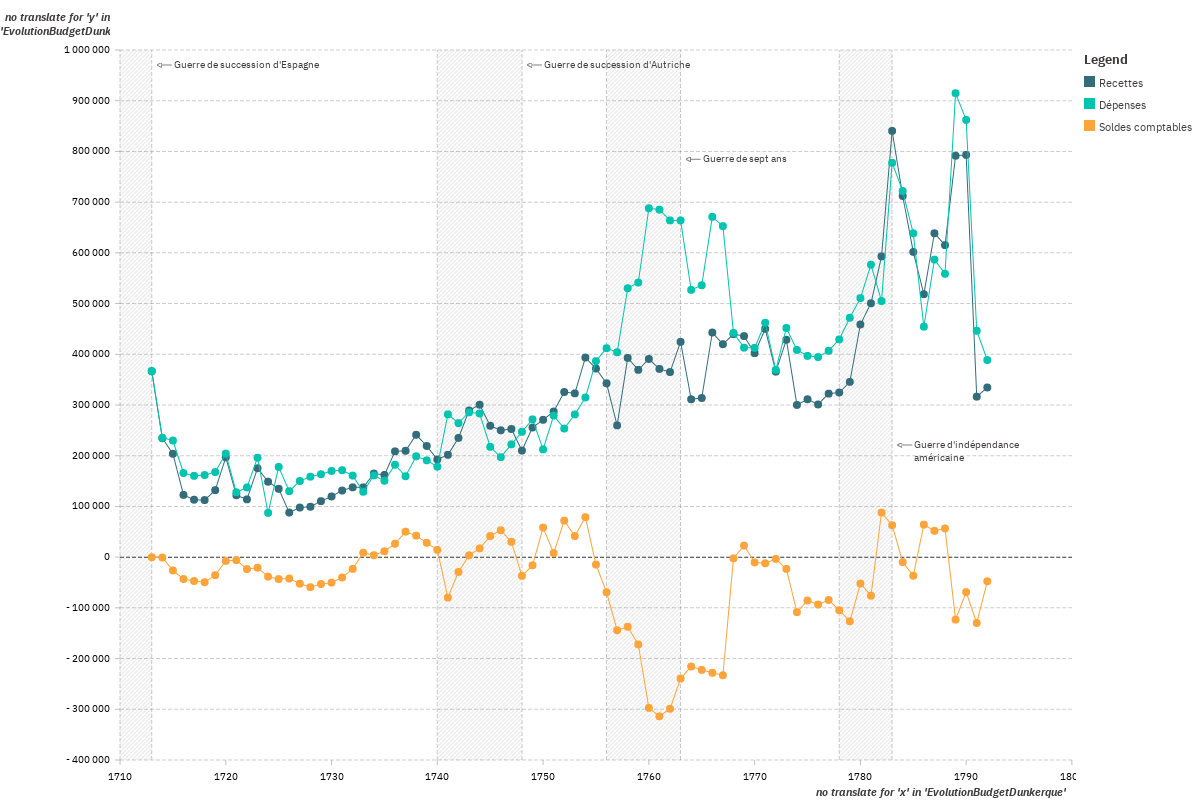 no translate for 'y' in
'EvolutionBudgetDunk
1 000 000
900 000
800 000
700 000
600 000
500 000
400 000
300 000
200 000
100 000
0
- 100 000
- 200 000
- 300 000
- 400 000
Guerre de succession d'Espagne
Guerre de succession d'Autriche
Guerre de sept ans
Guerre d'indépendance
américaine
Legend
Recettes
Dépenses
Soldes comptables
1710
1720
1730
1740
1750
1760
1770
1780
1790
180
no translate for 'x' in 'EvolutionBudgetDunkerque'